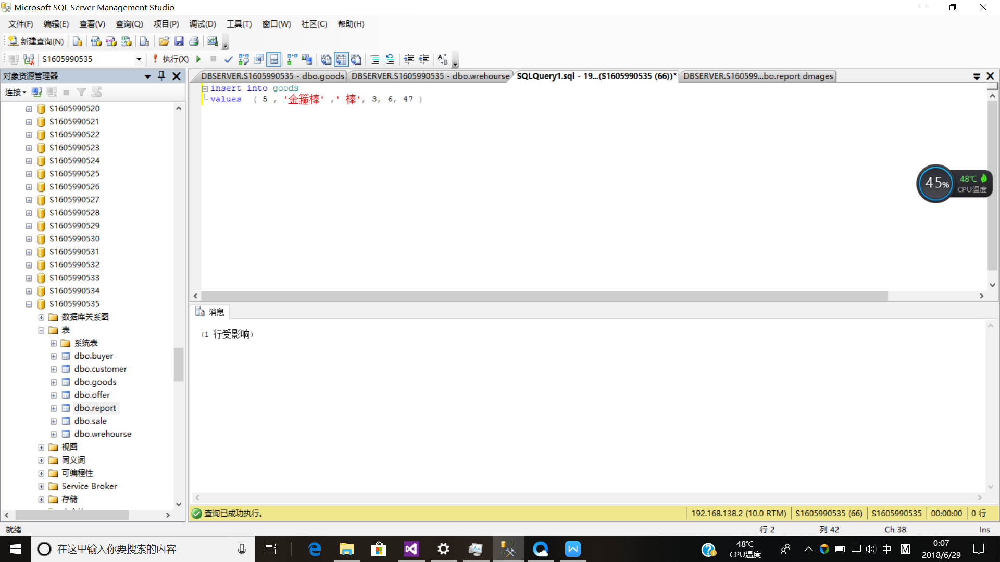 Microsoft SQL Server Management Studio
文件(F) 编辑(E) 查看(V) 查询(Q) 项目(P) 调试(D) 工具(T) 窗口(W) 社区(C) 帮助(H)
新建查询(N)
S1605990535 执行(X)
对象资源管理器
DBSERVER.S1605990535 - dbo.goods DBSERVER.S1605990535 - dbo.wrehourse SQLQuery1.sql - 19...(S1605990535 (66))* DBSERVER.S160599...bo.report dmages
连接
insert into goods
values ( 5 , '金箍棒' ,' 棒', 3, 6, 47 )
S1605990520
S1605990521
S1605990522
S1605990523
S1605990524
S1605990525
S1605990526
S1605990527
S1605990528
S1605990529
S1605990530
S1605990531
S1605990532
S1605990533
S1605990534
S1605990535
数据库关系图
表
系统表
dbo.buyer
dbo.customer
dbo.goods
dbo.offer
dbo.report
dbo.sale
dbo.wrehourse
视图
同义词
可编程性
Service Broker
存储
45%
48℃
CPU温度
消息
(1 行受影响)
查询已成功执行。 192.168.138.2 (10.0 RTM) S1605990535 (66) S1605990535 00:00:00 0 行
就绪 行 2 列 42 Ch 38 Ins
在这里输入你要搜索的内容
48℃
CPU温度
中 M
0:07
2018/6/29